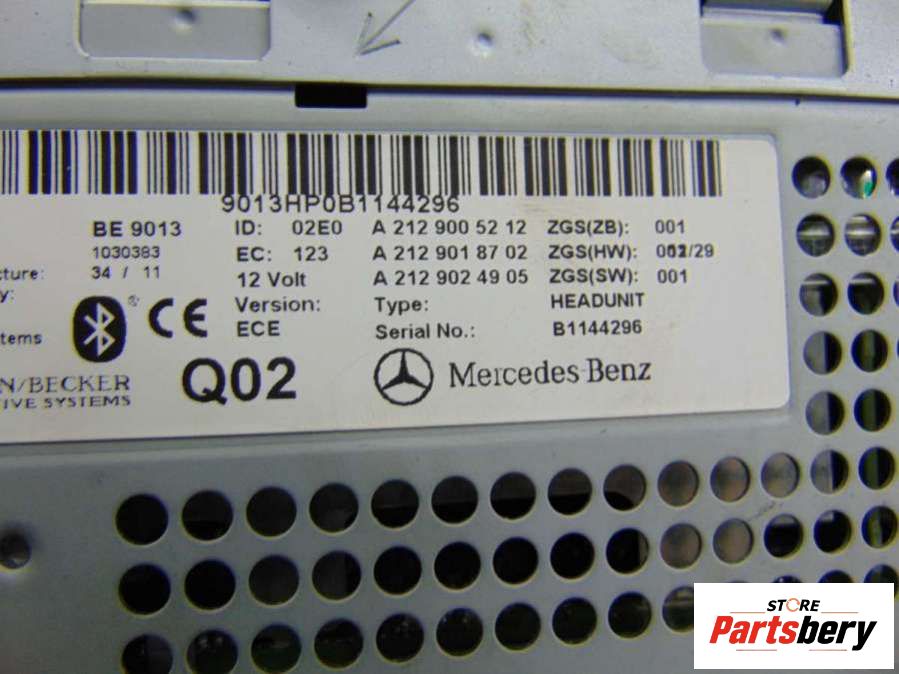 9013HP0B1144296
BE 9013 ID: 02E0 A 212 900 52 12 ZGS(ZB): 001
1030383 EC: 123 A 212 901 87 02 ZGS(HW): /29
cture: 34 / 11 12 Volt A 212 902 49 05 ZGS(SW): 001
y: Version: Type: HEADUNIT
stems CE ECE Serial No.: B1144296
N/BECKER Q02 Mercedes-Benz
TIVE SYSTEMS
STORE
Partsbery